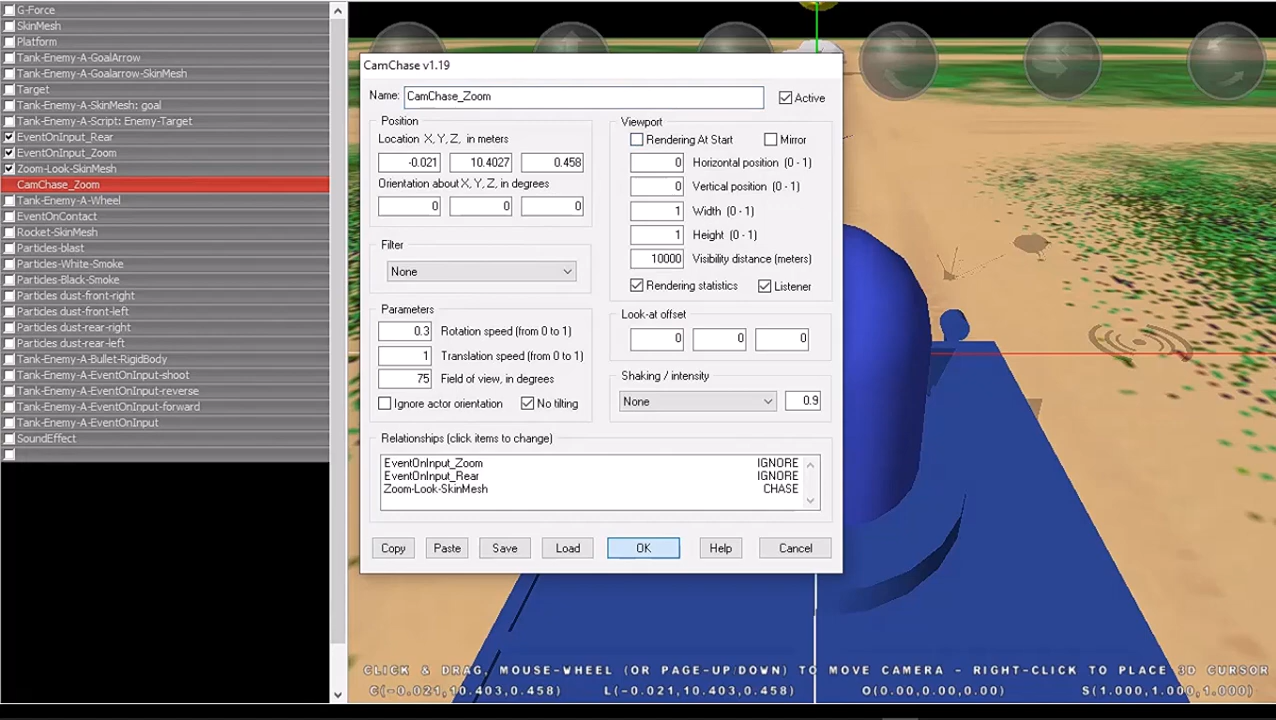 G-Force
SkinMesh
Platform
Tank-Enemy-A-GoalArrow
Tank-Enemy-A-Goalarrow-SkinMesh
Target
Tank-Enemy-A-SkinMesh: goal
Tank-Enemy-A-Script: Enemy-Target
EventOnInput_Rear
EventOnInput_Zoom
Zoom-Look-SkinMesh
CamChase_Zoom
Tank-Enemy-A-Wheel
EventOnContact
Rocket-SkinMesh
Particles-blast
Particles-White-Smoke
Particles-Black-Smoke
Particles dust-front-right
Particles dust-front-left
Particles dust-rear-right
Particles dust-rear-left
Tank-Enemy-A-Bullet-RigidBody
Tank-Enemy-A-EventOnInput-shoot
Tank-Enemy-A-EventOnInput-reverse
Tank-Enemy-A-EventOnInput-forward
Tank-Enemy-A-EventOnInput
SoundEffect
CamChase v1.19
Name: CamChase_Zoom
Active
Position
Location X, Y, Z, in meters
-0.021 10.4027 0.458
Orientation about X, Y, Z, in degrees
0 0 0
Filter
None
Parameters
0.3 Rotation speed (from 0 to 1)
1 Translation speed (from 0 to 1)
75 Field of view, in degrees
Ignore actor orientation No tilting
Viewport
Rendering At Start Mirror
0 Horizontal position (0 - 1)
0 Vertical position (0 - 1)
1 Width (0 - 1)
1 Height (0 - 1)
10000 Visibility distance (meters)
Rendering statistics Listener
Look-at offset
0 0 0
Shaking / intensity
None 0.9
Relationships (click items to change)
EventOnInput_Zoom IGNORE
EventOnInput_Rear IGNORE
Zoom-Look-SkinMesh CHASE
Copy Paste Save Load OK Help Cancel
CLICK & DRAG, MOUSE-WHEEL (OR PAGE-UP/DOWN) TO MOVE CAMERA - RIGHT-CLICK TO PLACE 3D CURSOR
C(-0.021,10.403,0.458) L(-0.021,10.403,0.458) O(0.00,0.00,0.00) S(1.000,1.000,1.000)